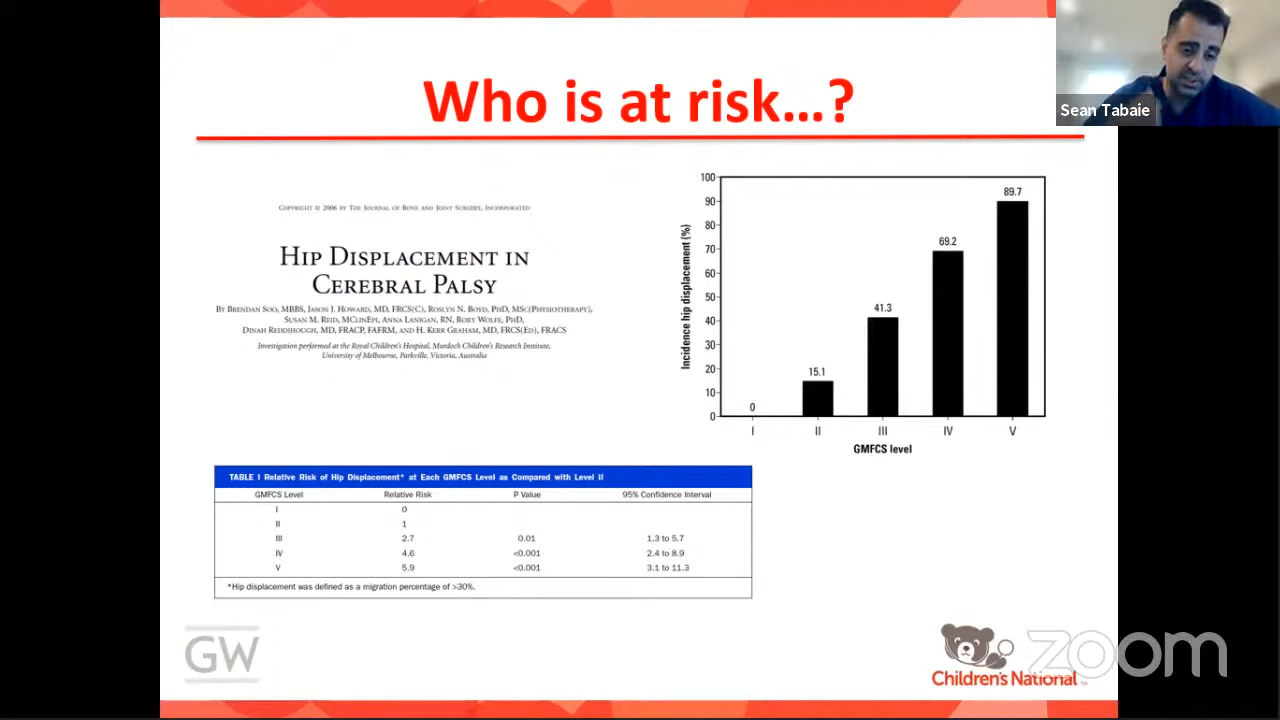 Who is at risk...?
Sean Tabaie
COPYRIGHT © 2006 BY THE JOURNAL OF BONE AND JOINT SURGERY, INCORPORATED
HIP DISPLACEMENT IN
CEREBRAL PALSY
BY BRENDAN SOO, MBBS, JASON J. HOWARD, MD, FRCS(C), ROSLYN N. BOYD, PHD, MSC(PHYSIOTHERAPY),
SUSAN M. REID, MCLINEPI, ANNA LANIGAN, RN, RORY WOLFE, PHD,
DINAH REDDIHOUGH, MD, FRACP, FAFRM, AND H. KERR GRAHAM, MD, FRCS(ED), FRACS
Investigation performed at the Royal Children's Hospital, Murdoch Children's Research Institute,
University of Melbourne, Parkville, Victoria, Australia
Incidence hip displacement (%)
100
90
80
70
60
50
40
30
20
10
0
0
15.1
41.3
69.2
89.7
I II III IV V
GMFCS level
TABLE I Relative Risk of Hip Displacement* at Each GMFCS Level as Compared with Level II
GMFCS Level Relative Risk P Value 95% Confidence Interval
I 0
II 1
III 2.7 0.01 1.3 to 5.7
IV 4.6 <0.001 2.4 to 8.9
V 5.9 <0.001 3.1 to 11.3
*Hip displacement was defined as a migration percentage of >30%.
GW
Children's National™
zoom